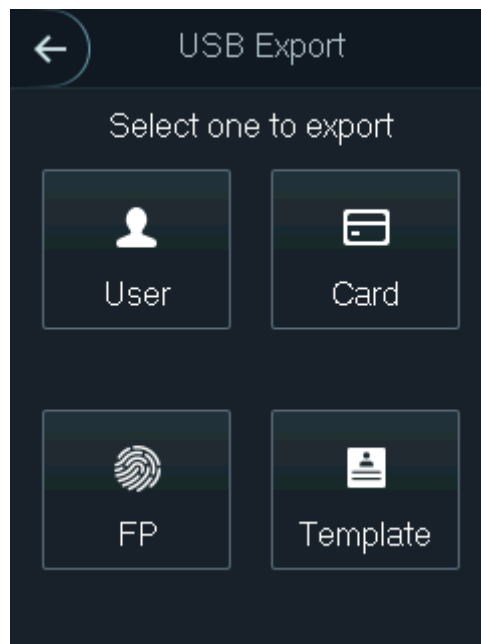 USB Export
Select one to export
User
Card
FP
Template